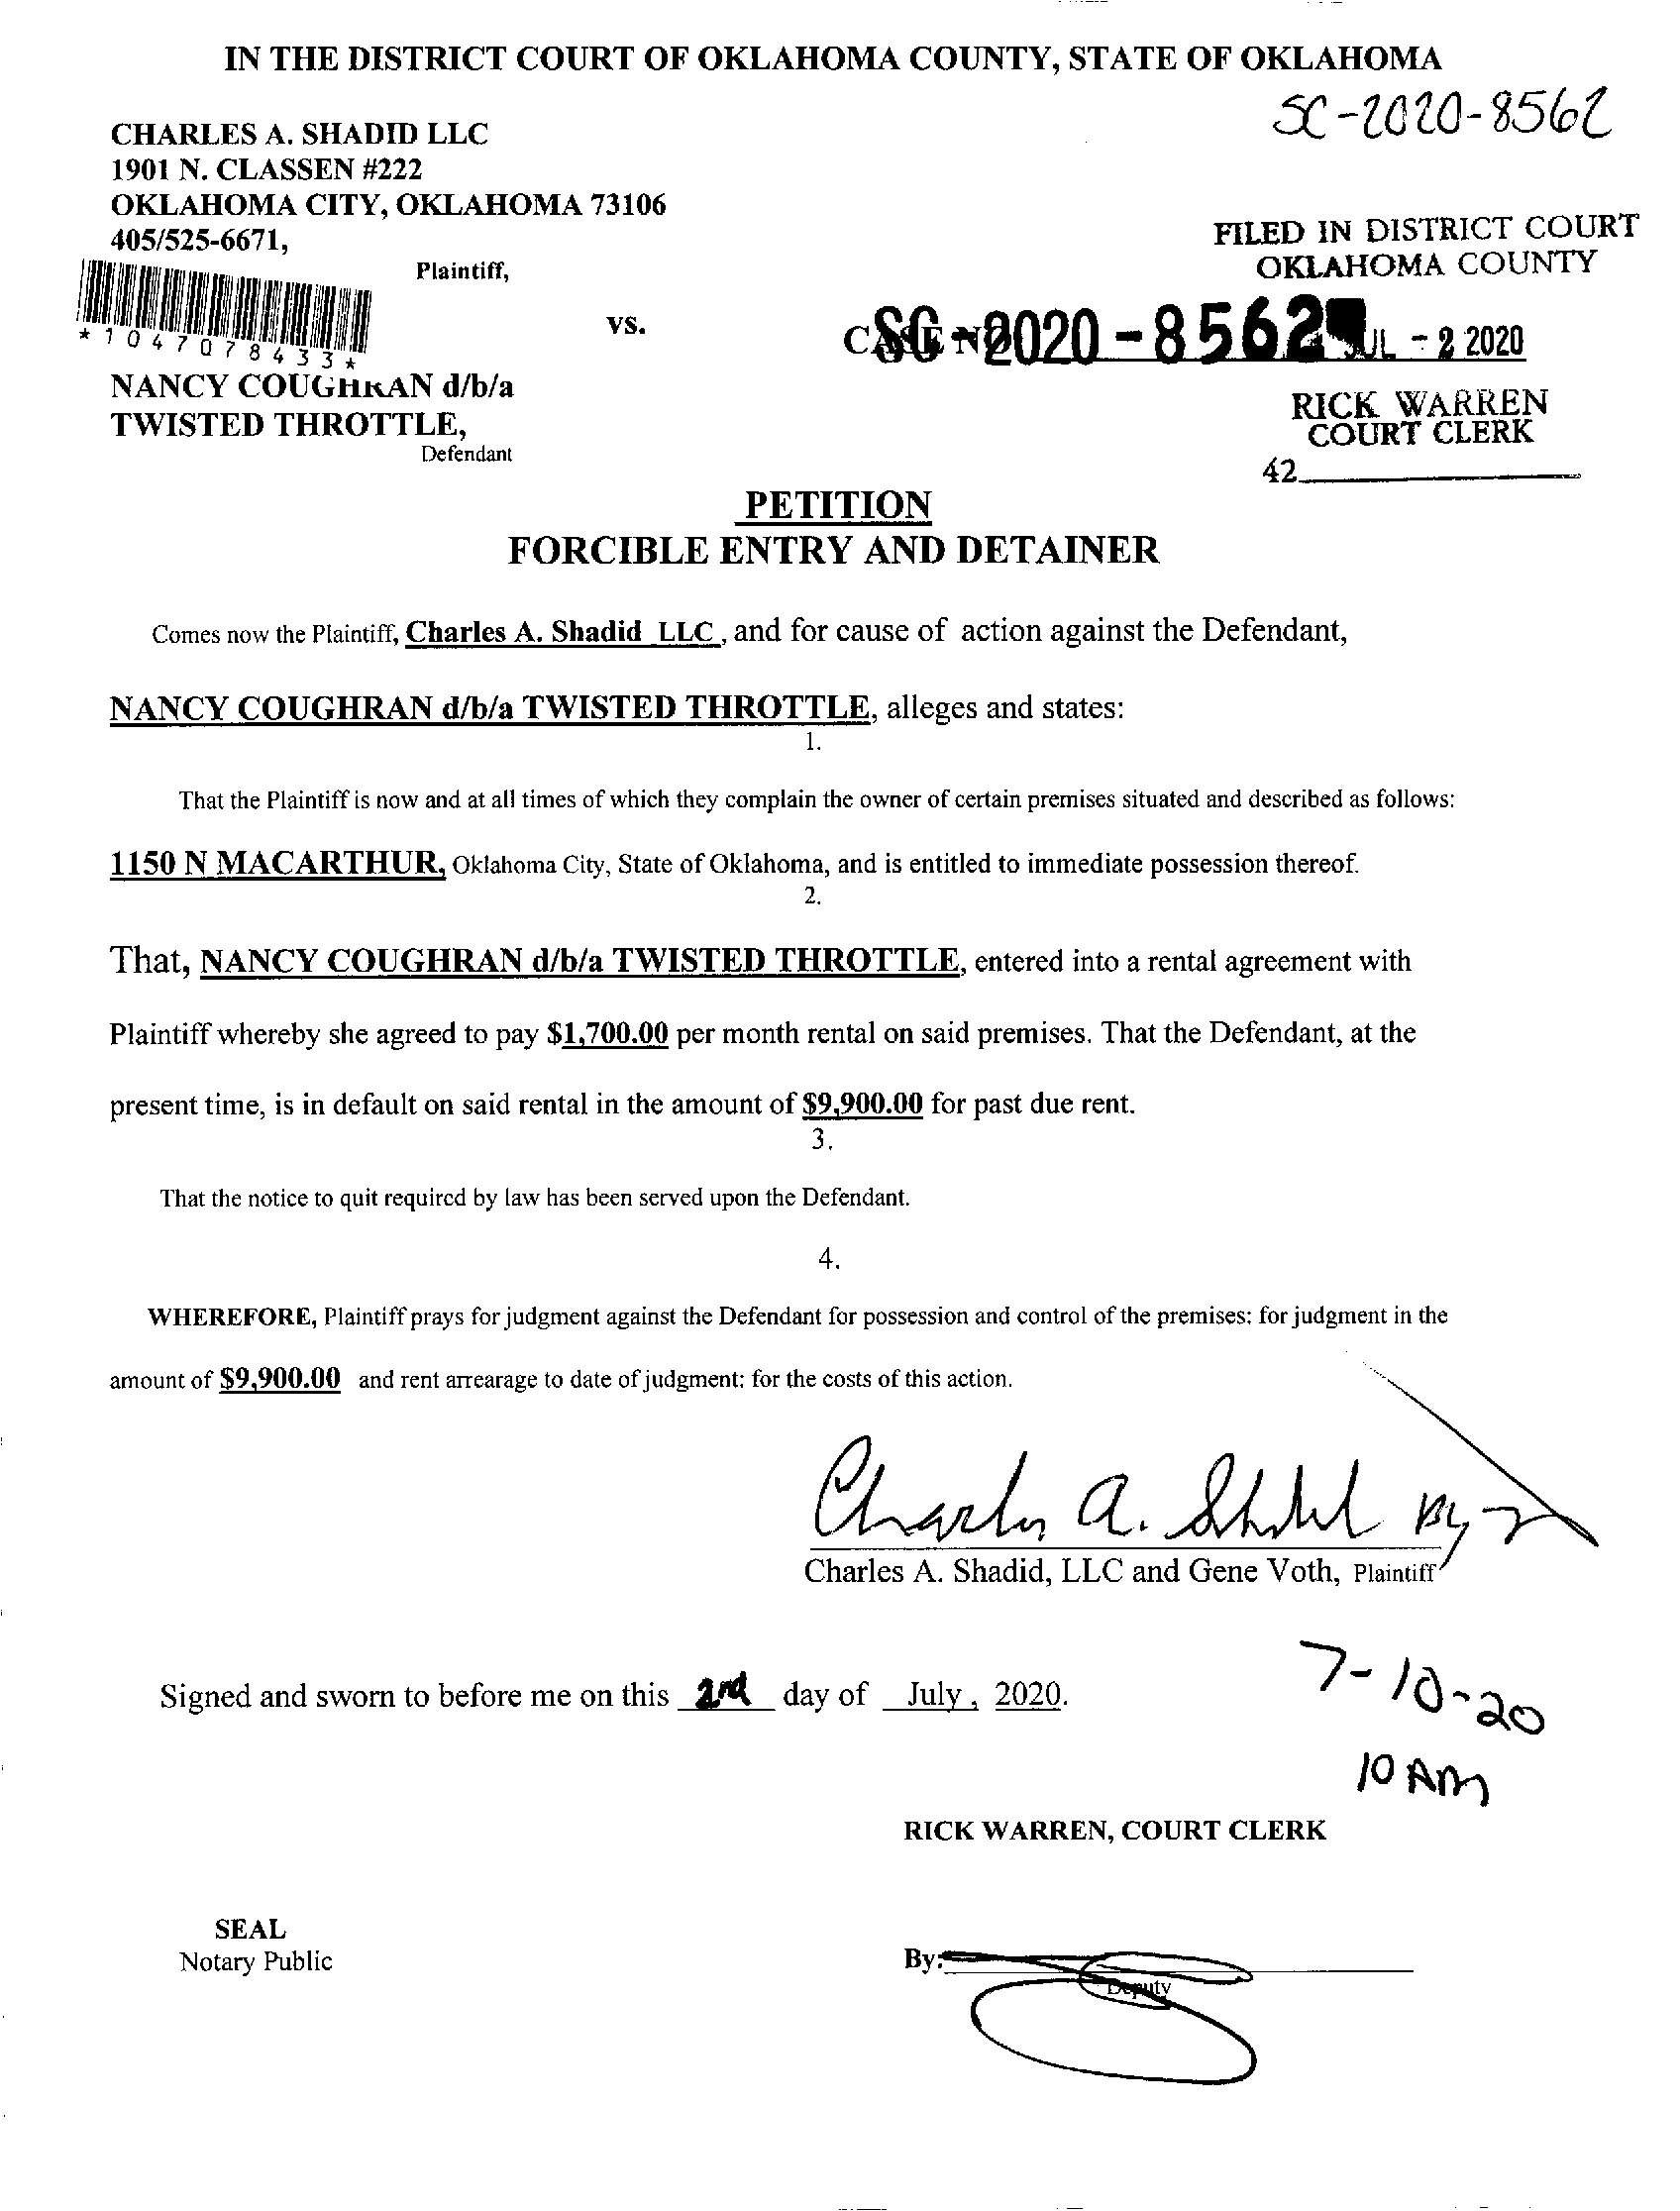 IN THE DISTRICT COURT OF OKLAHOMA COUNTY, STATE OF OKLAHOMA
SC-2020-8562
CHARLES A. SHADID LLC
1901 N. CLASSEN #222
OKLAHOMA CITY, OKLAHOMA 73106
405/525-6671,
Plaintiff,
FILED IN DISTRICT COURT
OKLAHOMA COUNTY
*1047078433*
vs.
SC-2020-8562
JUL - 2 2020
NANCY COUGHRAN d/b/a
TWISTED THROTTLE,
Defendant
RICK WARREN
COURT CLERK
42
PETITION
FORCIBLE ENTRY AND DETAINER
Comes now the Plaintiff, Charles A. Shadid LLC, and for cause of action against the Defendant,
NANCY COUGHRAN d/b/a TWISTED THROTTLE, alleges and states:
1.
That the Plaintiff is now and at all times of which they complain the owner of certain premises situated and described as follows:
1150 N MACARTHUR, Oklahoma City, State of Oklahoma, and is entitled to immediate possession thereof.
2.
That, NANCY COUGHRAN d/b/a TWISTED THROTTLE, entered into a rental agreement with
Plaintiff whereby she agreed to pay $1,700.00 per month rental on said premises. That the Defendant, at the
present time, is in default on said rental in the amount of $9,900.00 for past due rent.
3.
That the notice to quit required by law has been served upon the Defendant.
4.
WHEREFORE, Plaintiff prays for judgment against the Defendant for possession and control of the premises: for judgment in the
amount of $9,900.00 and rent arrearage to date of judgment: for the costs of this action.
Charles A. Shadid By
Charles A. Shadid, LLC and Gene Voth, Plaintiff
Signed and sworn to before me on this 2nd day of July, 2020.
7-10-20
10 AM
RICK WARREN, COURT CLERK
SEAL
Notary Public
By:
Deputy